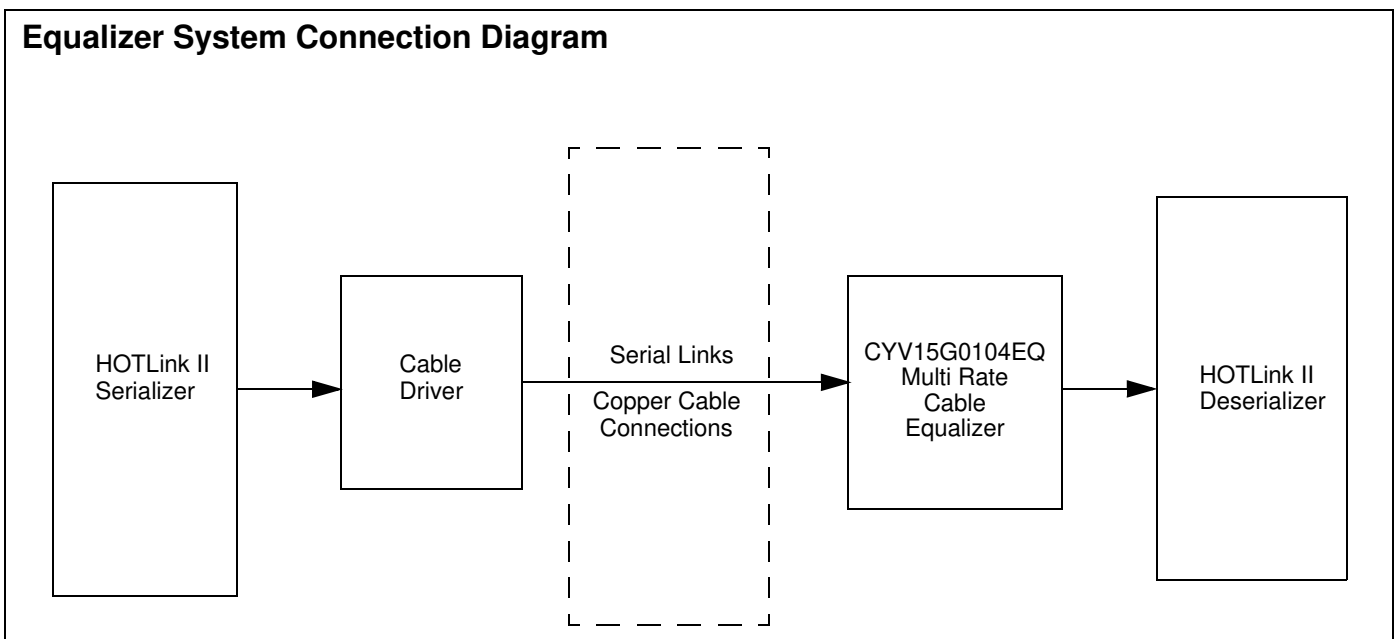 Equalizer System Connection Diagram
HOTLink II
Serializer
Cable
Driver
Serial Links
Copper Cable
Connections
CYV15G0104EQ
Multi Rate
Cable
Equalizer
HOTLink II
Deserializer